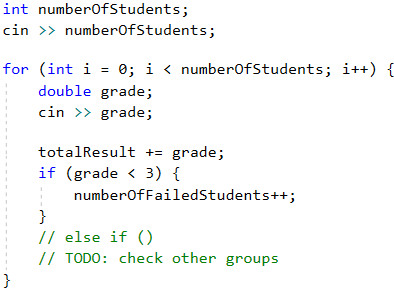 int numberOfStudents;
cin >> numberOfStudents;

for (int i = 0; i < numberOfStudents; i++) {
    double grade;
    cin >> grade;

    totalResult += grade;
    if (grade < 3) {
        numberOfFailedStudents++;
    }
    // else if ()
    // TODO: check other groups
}